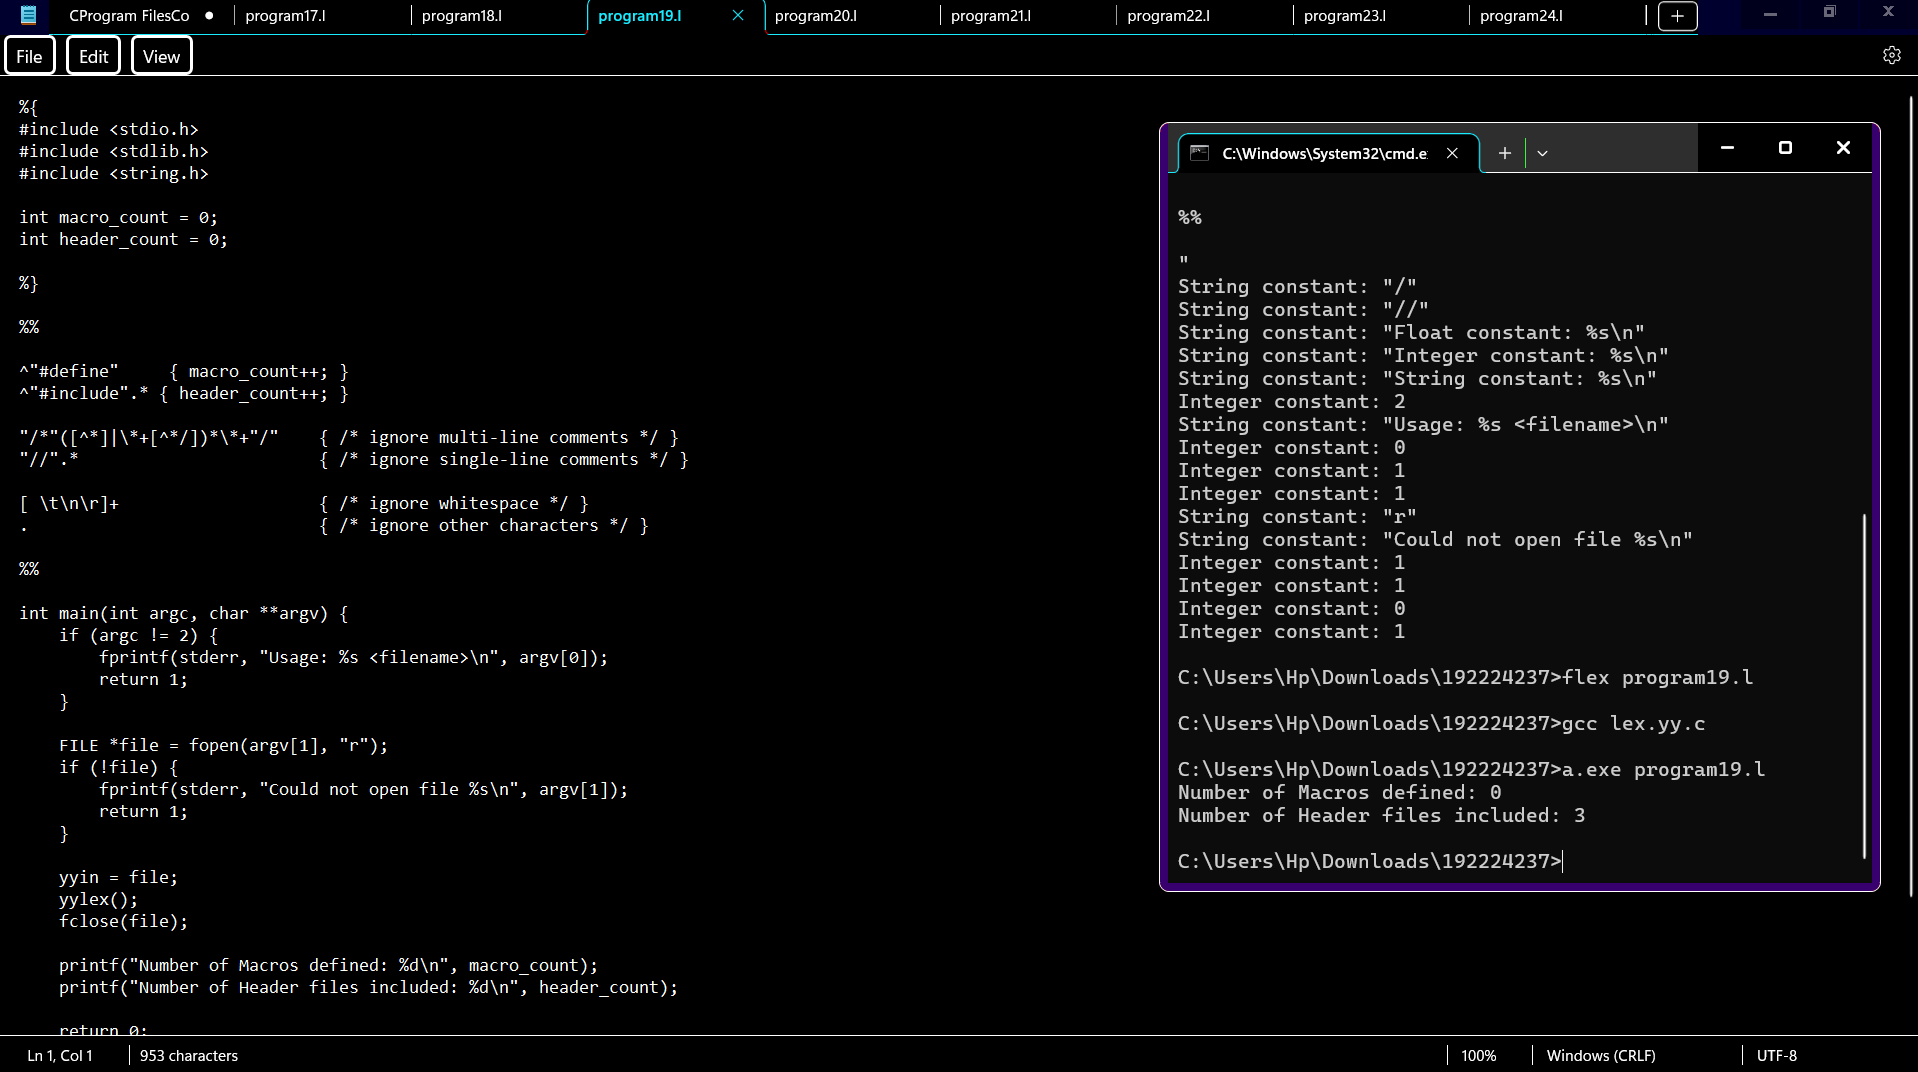 CProgram FilesCo
program17.l
program18.l
program19.l
program20.l
program21.l
program22.l
program23.l
program24.l
File
Edit
View
%{
#include <stdio.h>
#include <stdlib.h>
#include <string.h>
int macro_count = 0;
int header_count = 0;
%}
%%
^"#define"     { macro_count++; }
^"#include".* { header_count++; }
"/*"([^*]|\*+[^*/])*\*+"/"    { /* ignore multi-line comments */ }
"//".*                        { /* ignore single-line comments */ }
[ \t\n\r]+                    { /* ignore whitespace */ }
.                             { /* ignore other characters */ }
%%
int main(int argc, char **argv) {
    if (argc != 2) {
        fprintf(stderr, "Usage: %s <filename>\n", argv[0]);
        return 1;
    }
    FILE *file = fopen(argv[1], "r");
    if (!file) {
        fprintf(stderr, "Could not open file %s\n", argv[1]);
        return 1;
    }
    yyin = file;
    yylex();
    fclose(file);
    printf("Number of Macros defined: %d\n", macro_count);
    printf("Number of Header files included: %d\n", header_count);
    return 0;
Ln 1, Col 1
953 characters
100%
Windows (CRLF)
UTF-8
C:\Windows\System32\cmd.e
%%
"
String constant: "/"
String constant: "//"
String constant: "Float constant: %s\n"
String constant: "Integer constant: %s\n"
String constant: "String constant: %s\n"
Integer constant: 2
String constant: "Usage: %s <filename>\n"
Integer constant: 0
Integer constant: 1
Integer constant: 1
String constant: "r"
String constant: "Could not open file %s\n"
Integer constant: 1
Integer constant: 1
Integer constant: 0
Integer constant: 1
C:\Users\Hp\Downloads\192224237>flex program19.l
C:\Users\Hp\Downloads\192224237>gcc lex.yy.c
C:\Users\Hp\Downloads\192224237>a.exe program19.l
Number of Macros defined: 0
Number of Header files included: 3
C:\Users\Hp\Downloads\192224237>